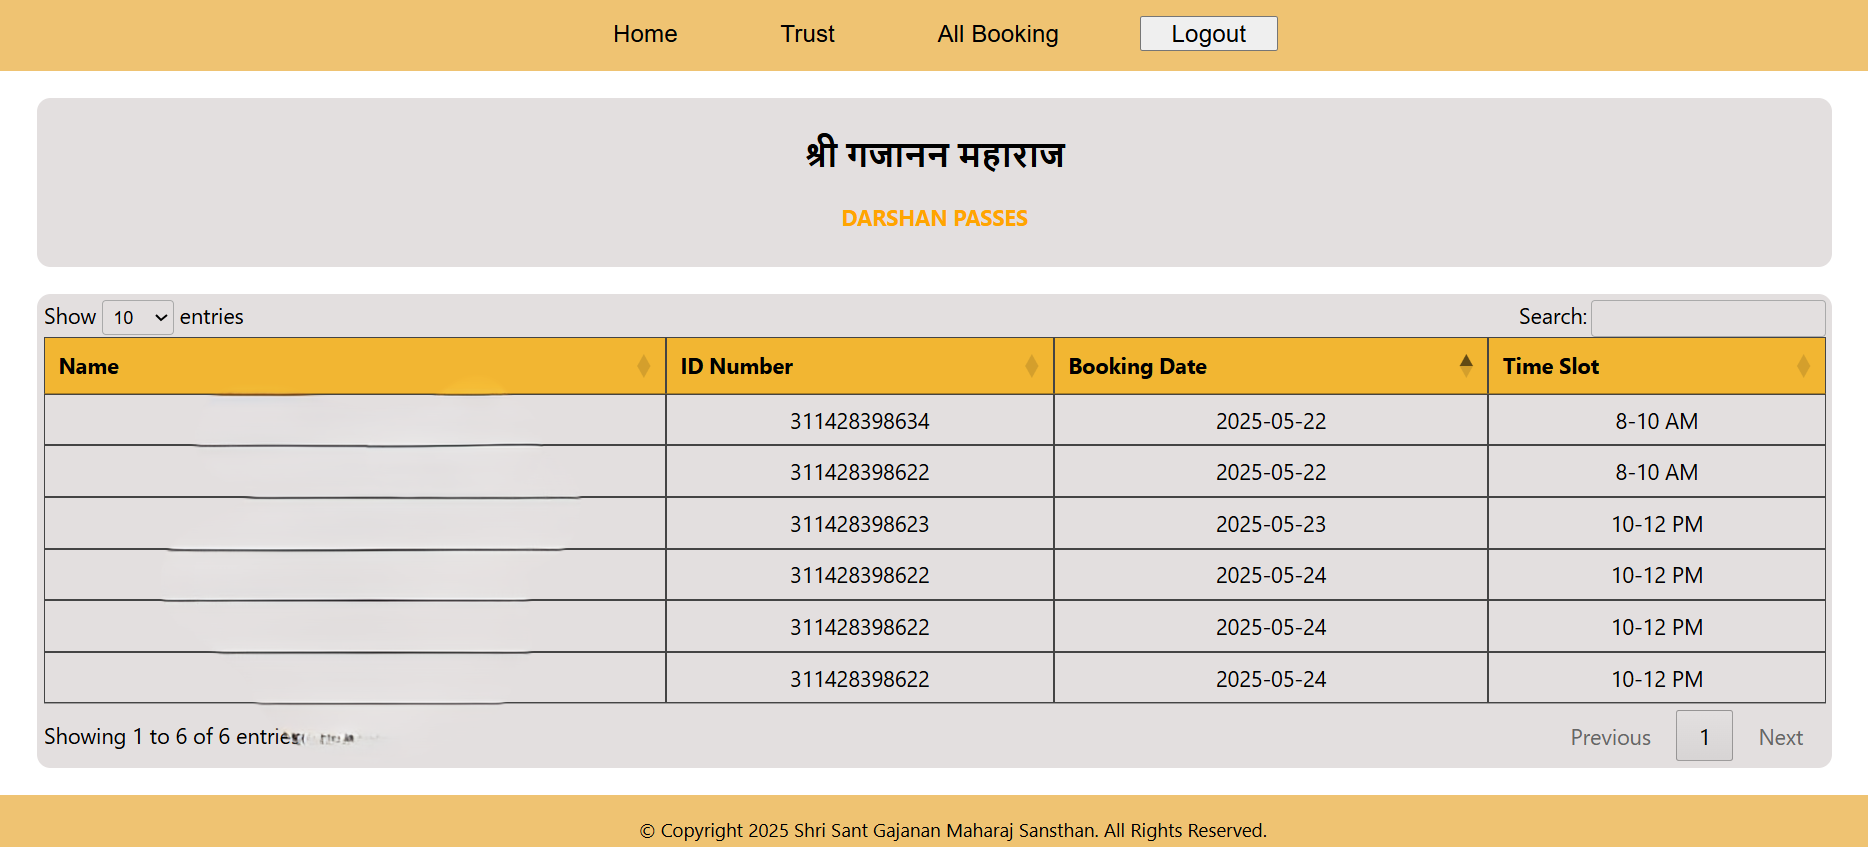 Home Trust All Booking Logout
श्री गजानन महाराज
DARSHAN PASSES
Show 10 entries Search:
Name ID Number Booking Date Time Slot
311428398634 2025-05-22 8-10 AM
311428398622 2025-05-22 8-10 AM
311428398623 2025-05-23 10-12 PM
311428398622 2025-05-24 10-12 PM
311428398622 2025-05-24 10-12 PM
311428398622 2025-05-24 10-12 PM
Showing 1 to 6 of 6 entries Previous 1 Next
© Copyright 2025 Shri Sant Gajanan Maharaj Sansthan. All Rights Reserved.